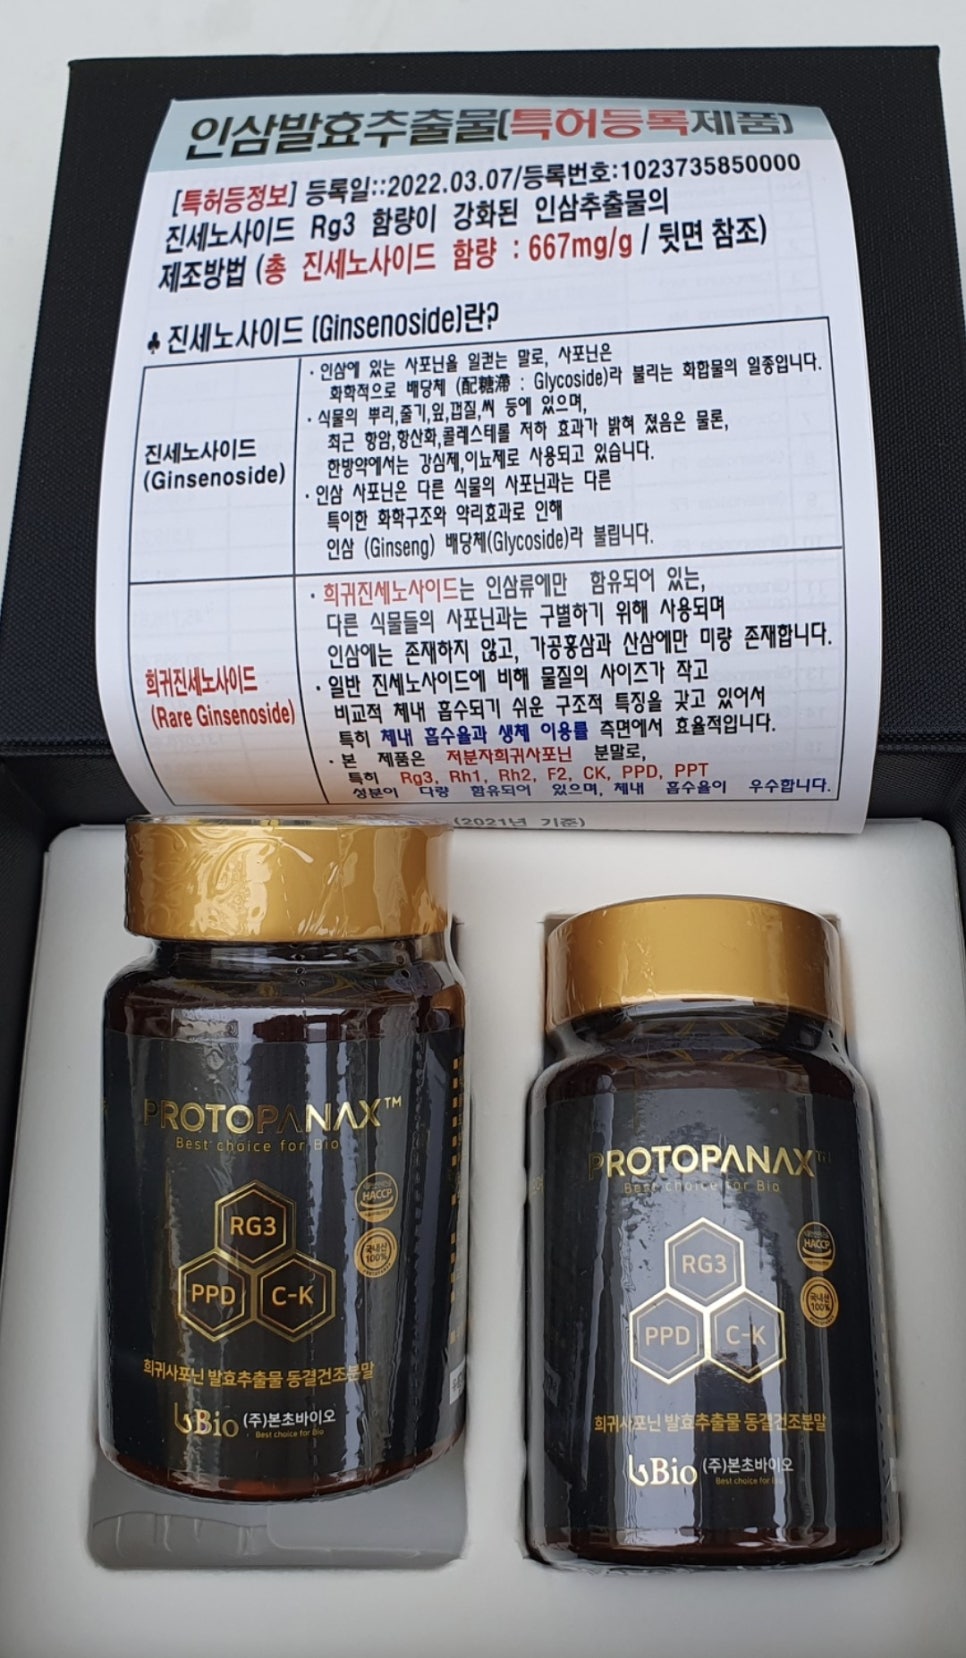 인삼발효추출물(특허등록제품)
[특허등정보] 등록일::2022.03.07/등록번호:1023735850000
진세노사이드 Rg3 함량이 강화된 인삼추출물의
제조방법 (총 진세노사이드 함량 : 667mg/g / 뒷면 참조)
♣ 진세노사이드 (Ginsenoside)란?
진세노사이드
(Ginsenoside)
· 인삼에 있는 사포닌을 일컫는 말로, 사포닌은
화학적으로 배당체 (配糖滯 : Glycoside)라 불리는 화합물의 일종입니다.
· 식물의 뿌리,줄기,잎,껍질,씨 등에 있으며,
최근 항암,항산화,콜레스테롤 저하 효과가 밝혀 졌음은 물론,
한방약에서는 강심제,이뇨제로 사용되고 있습니다.
· 인삼 사포닌은 다른 식물의 사포닌과는 다른
특이한 화학구조와 약리효과로 인해
인삼 (Ginseng) 배당체(Glycoside)라 불립니다.
희귀진세노사이드
(Rare Ginsenoside)
· 희귀진세노사이드는 인삼류에만 함유되어 있는,
다른 식물들의 사포닌과는 구별하기 위해 사용되며
인삼에는 존재하지 않고, 가공홍삼과 산삼에만 미량 존재합니다.
· 일반 진세노사이드에 비해 물질의 사이즈가 작고
비교적 체내 흡수되기 쉬운 구조적 특징을 갖고 있어서
특히 체내 흡수율과 생체 이용률 측면에서 효율적입니다.
· 본 제품은 저분자희귀사포닌 분말로,
특히 Rg3, Rh1, Rh2, F2, CK, PPD, PPT
성분이 다량 함유되어 있으며, 체내 흡수율이 우수합니다.
(2021년 기준)
PROTOPANAX™
Best choice for Bio
RG3
PPD
C-K
HACCP
국내산
100%
희귀사포닌 발효추출물 동결건조분말
Bio (주)본초바이오
Best choice for Bio
PROTOPANAX™
Best choice for Bio
RG3
PPD
C-K
HACCP
국내산
100%
희귀사포닌 발효추출물 동결건조분말
Bio (주)본초바이오
Best choice for Bio